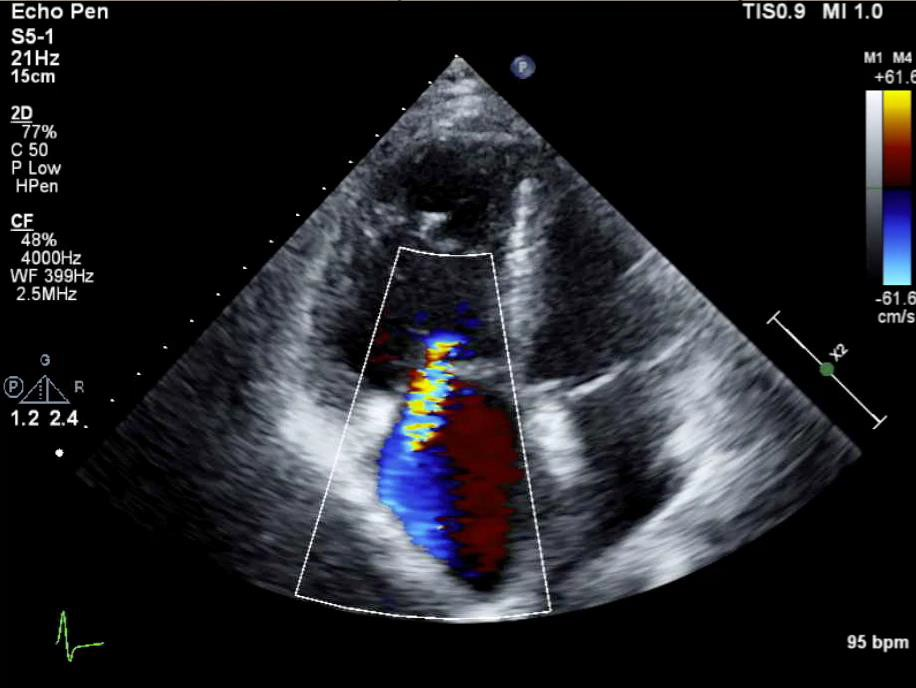 Echo Pen
TIS0.9 MI 1.0
S5-1
21Hz
15cm
2D
77%
C 50
P Low
HPen
CF
48%
4000Hz
WF 399Hz
2.5MHz
P
M1 M4
+61.6
-61.6
cm/s
X2
G
P R
1.2 2.4
95 bpm